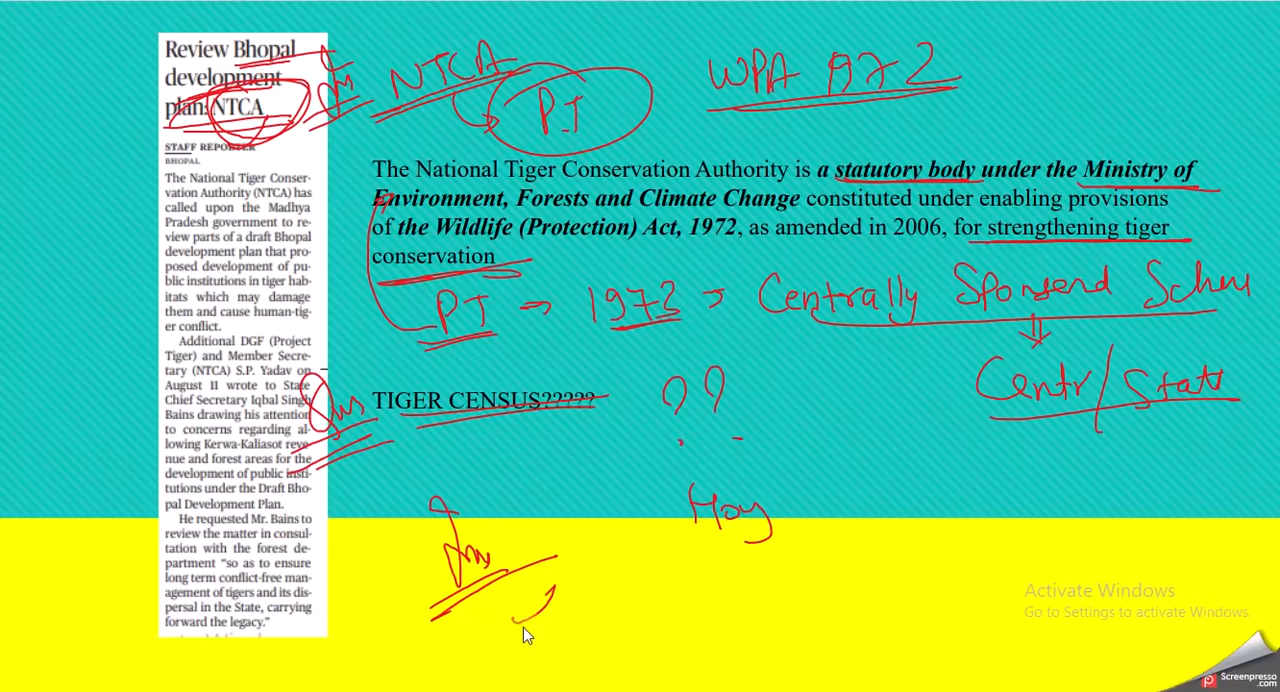 Review Bhopal
development
plan: NTCA
STAFF REPORTER
BHOPAL
The National Tiger Conser-
vation Authority (NTCA) has
called upon the Madhya
Pradesh government to re-
view parts of a draft Bhopal
development plan that pro-
posed development of pu-
blic institutions in tiger hab-
itats which may damage
them and cause human-tig-
er conflict.
Additional DGF (Project
Tiger) and Member Secre-
tary (NTCA) S.P. Yadav on
August 11 wrote to State
Chief Secretary Iqbal Singh
Bains drawing his attention
to concerns regarding al-
lowing Kerwa-Kaliasot reve-
nue and forest areas for the
development of public insti-
tutions under the Draft Bho-
pal Development Plan.
He requested Mr. Bains to
review the matter in consul-
tation with the forest de-
partment "so as to ensure
long term conflict-free man-
agement of tigers and its dis-
persal in the State, carrying
forward the legacy."
NTCA
P.T
WPA 1972
The National Tiger Conservation Authority is a statutory body under the Ministry of
Environment, Forests and Climate Change constituted under enabling provisions
of the Wildlife (Protection) Act, 1972, as amended in 2006, for strengthening tiger
conservation
PT ⇒ 1973 ⇒ Centrally
Centr/State
TIGER CENSUS????? ??
Activate Windows
Go to Settings to activate Windows.
Screenpresso
.com